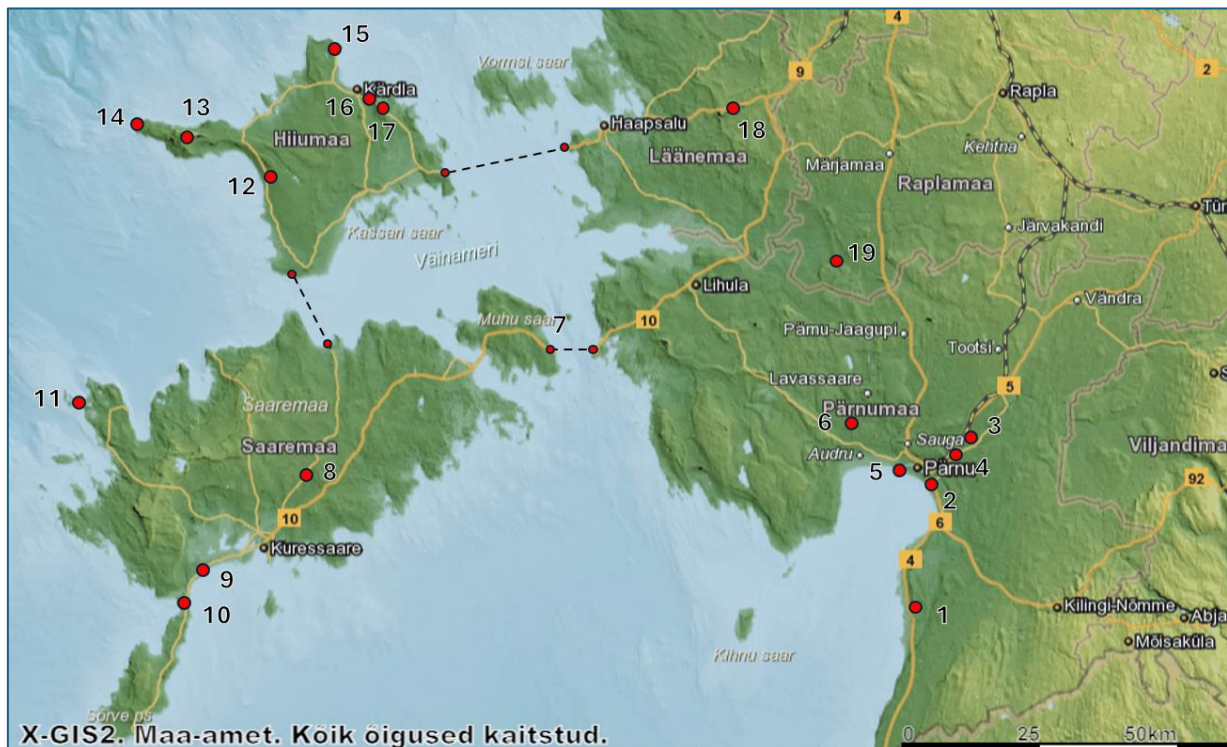 4
2
15
Vormsi saar
9
Kärdla
16
17
Rapla
14
13
18
Haapsalu
Hiiumaa
Läänemaa
Kehtna
Märjamaa
Raplamaa
12
Tür
Kassari saar
Väinameri
Järvakandi
19
Lihula
Vändra
Muhu saar
7
10
Pärnu-Jaagupi
Tootsi
S
5
11
Saaremaa
Lavassaare
Pärnumaa
6
3
Saaremaa
Sauga
Viljandima
Audru
8
5
Pärnu
4
92
2
10
6
Kuressaare
4
9
10
1
Kilingi-Nõmme
Abja
Mõisaküla
Kihnu saar
Sõrve ps
X-GIS2. Maa-amet. Kõik õigused kaitstud.
0 25 50km